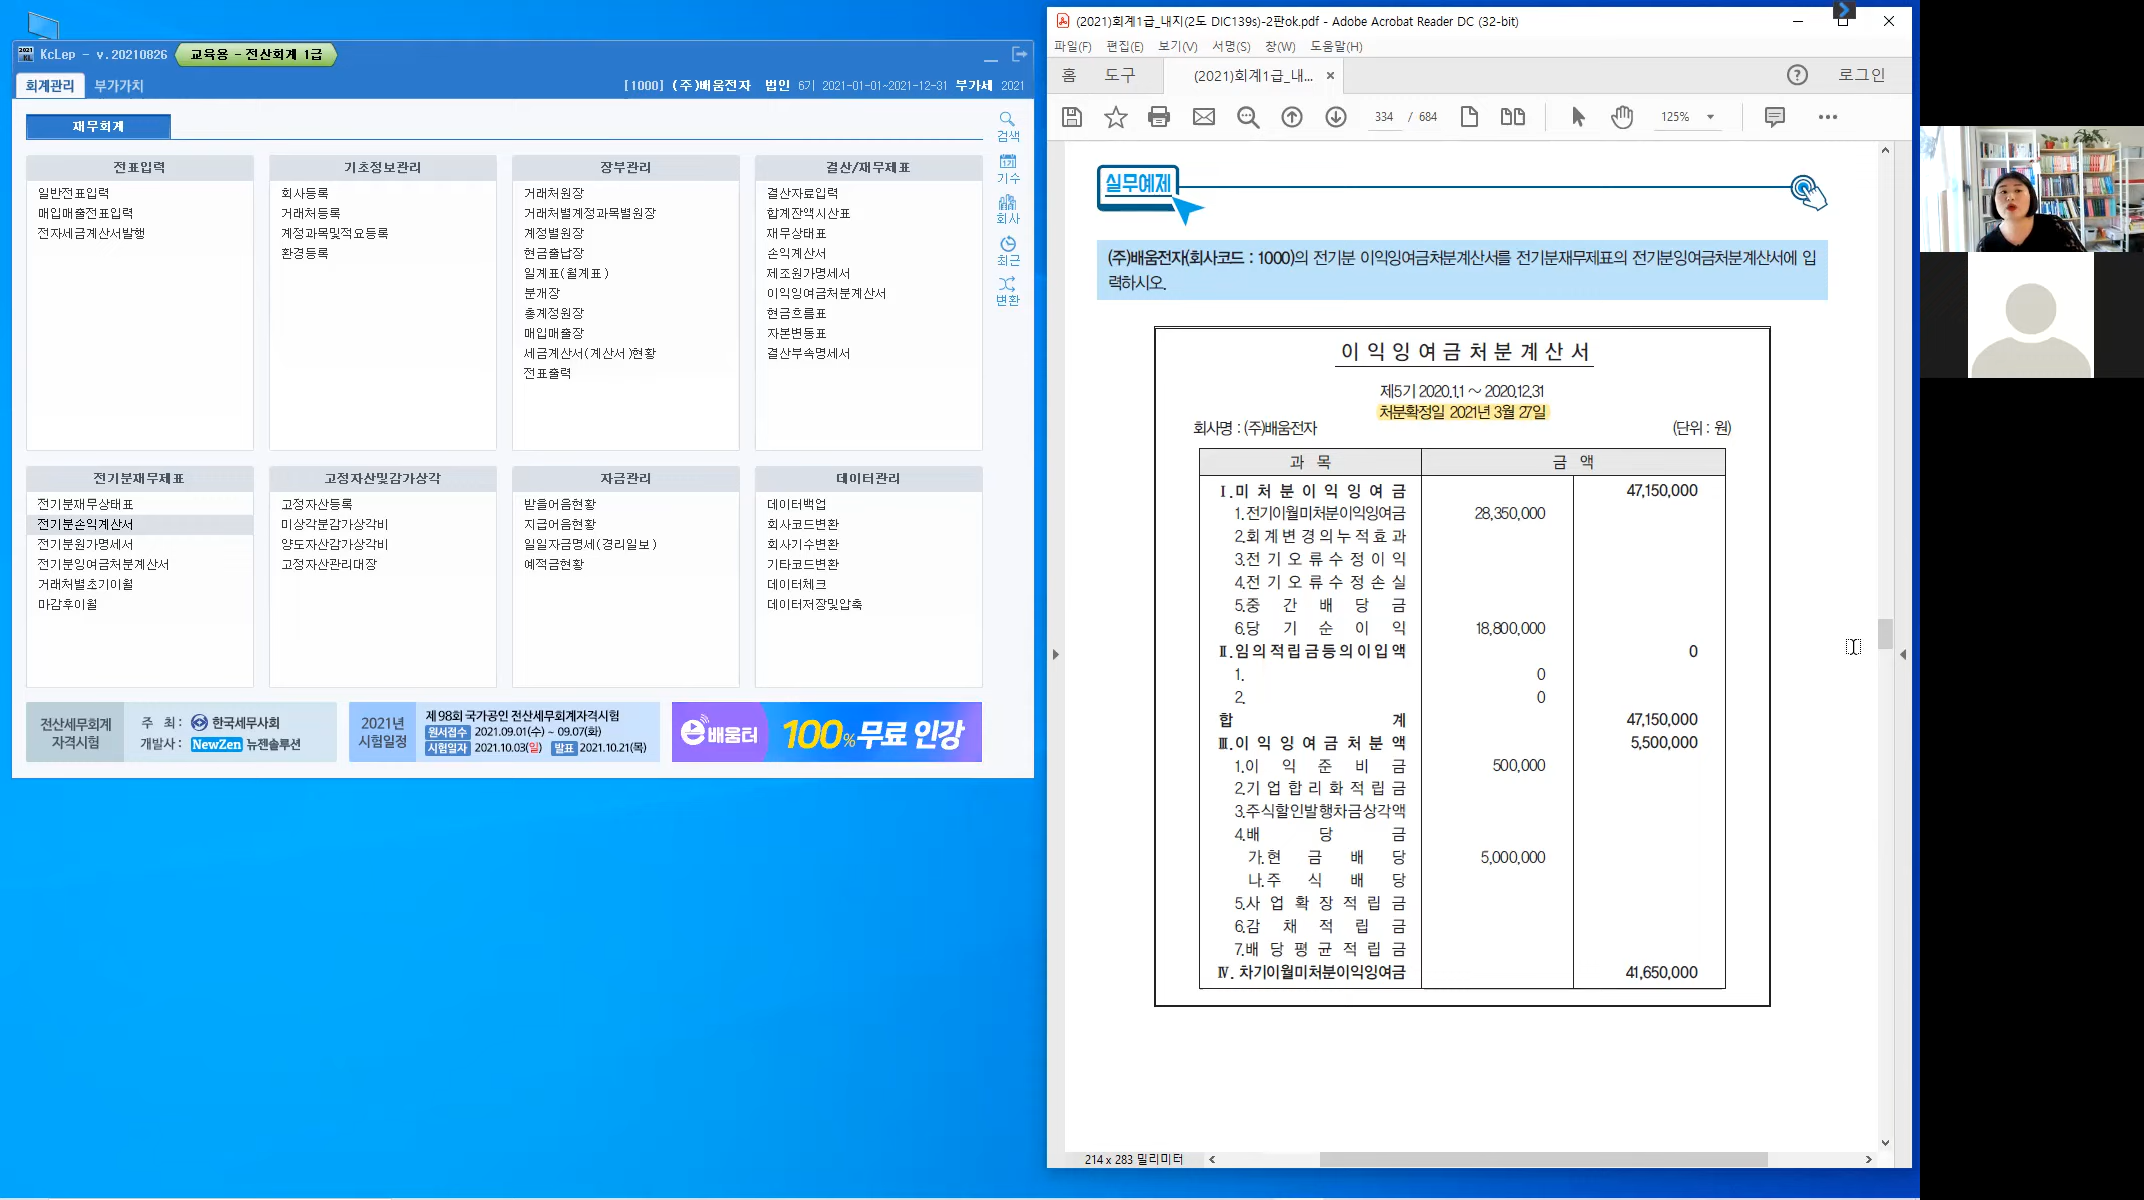 KcLep - v.20210826
교육용 - 전산회계 1급
회계관리
부가가치
[1000] (주)배움전자 법인 6기 2021-01-01~2021-12-31 부가세 2021
재무회계
전표입력
일반전표입력
매입매출전표입력
전자세금계산서발행
기초정보관리
회사등록
거래처등록
계정과목및적요등록
환경등록
장부관리
거래처원장
거래처별계정과목별원장
계정별원장
현금출납장
일계표(월계표)
분개장
총계정원장
매입매출장
세금계산서(계산서)현황
전표출력
결산/재무제표
결산자료입력
합계잔액시산표
재무상태표
손익계산서
제조원가명세서
이익잉여금처분계산서
현금흐름표
자본변동표
결산부속명세서
검색
기수
회사
최근
변환
전기분재무제표
전기분재무상태표
전기분손익계산서
전기분원가명세서
전기분잉여금처분계산서
거래처별초기이월
마감후이월
고정자산및감가상각
고정자산등록
미상각분감가상각비
양도자산감가상각비
고정자산관리대장
자금관리
받을어음현황
지급어음현황
일일자금명세(경리일보)
예적금현황
데이터관리
데이터백업
회사코드변환
회사기수변환
기타코드변환
데이터체크
데이터저장및압축
전산세무회계
자격시험
주 최 : 한국세무사회
개발사 : NewZen 뉴젠솔루션
2021년
시험일정
제98회 국가공인 전산세무회계자격시험
원서접수 2021.09.01(수) ~ 09.07(화)
시험일자 2021.10.03(일) 발표 2021.10.21(목)
e배움터 100%무료 인강
(2021)회계1급_내지(2도 DIC139s)-2판ok.pdf - Adobe Acrobat Reader DC (32-bit)
파일(F) 편집(E) 보기(V) 서명(S) 창(W) 도움말(H)
홈 도구 (2021)회계1급_내... × 로그인
334 / 684 125%
실무예제
(주)배움전자(회사코드 : 1000)의 전기분 이익잉여금처분계산서를 전기분재무제표의 전기분잉여금처분계산서에 입
력하시오.
이익잉여금처분계산서
제5기 2020.1.1 ~ 2020.12.31
처분확정일 2021년 3월 27일
회사명 : (주)배움전자 (단위 : 원)
과 목 금 액
Ⅰ.미처분이익잉여금 47,150,000
1.전기이월미처분이익잉여금 28,350,000
2.회계변경의누적효과
3.전기오류수정이익
4.전기오류수정손실
5.중간배당금
6.당기순이익 18,800,000
Ⅱ.임의적립금등의이입액 0
1. 0
2. 0
합 계 47,150,000
Ⅲ.이익잉여금처분액 5,500,000
1.이익준비금 500,000
2.기업합리화적립금
3.주식할인발행차금상각액
4.배당금
가.현금배당 5,000,000
나.주식배당
5.사업확장적립금
6.감채적립금
7.배당평균적립금
Ⅳ. 차기이월미처분이익잉여금 41,650,000
214 x 283 밀리미터